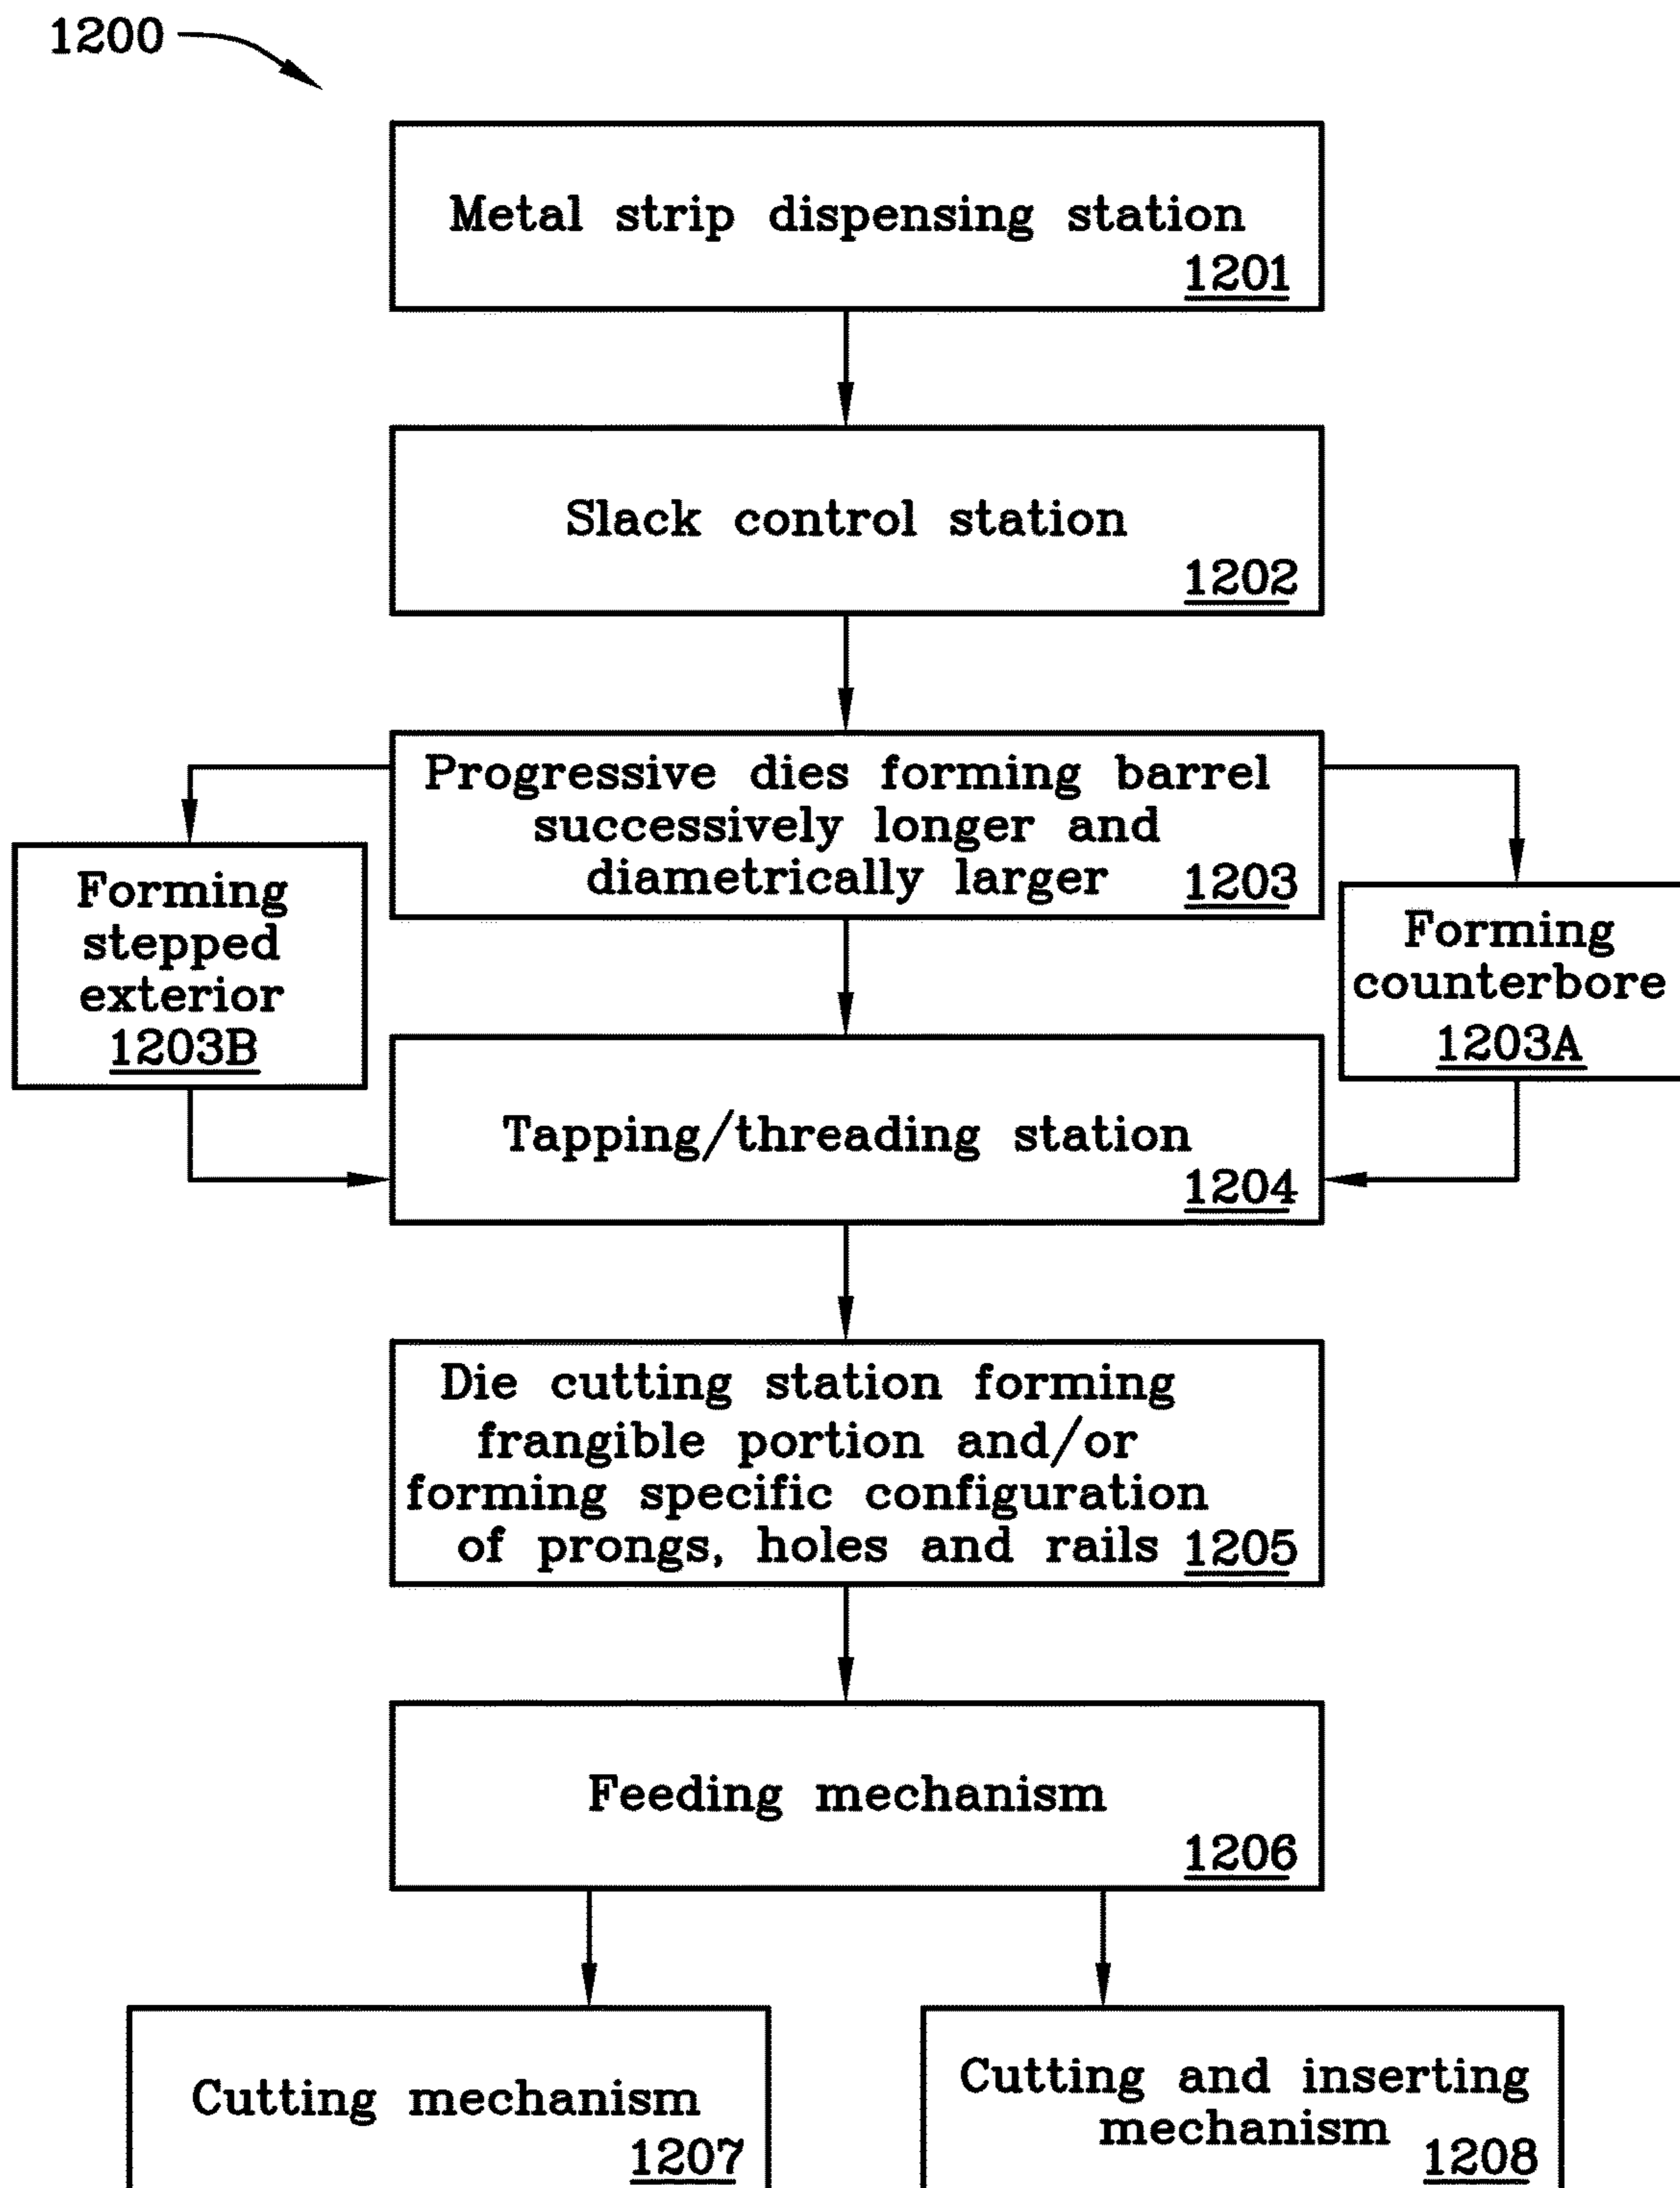 1200
Metal strip dispensing station
1201
Slack control station
1202
Progressive dies forming barrel
successively longer and
diametrically larger 1203
Forming
stepped
exterior
1203B
Forming
counterbore
1203A
Tapping/threading station
1204
Die cutting station forming
frangible portion and/or
forming specific configuration
of prongs, holes and rails 1205
Feeding mechanism
1206
Cutting mechanism
1207
Cutting and inserting
mechanism 1208